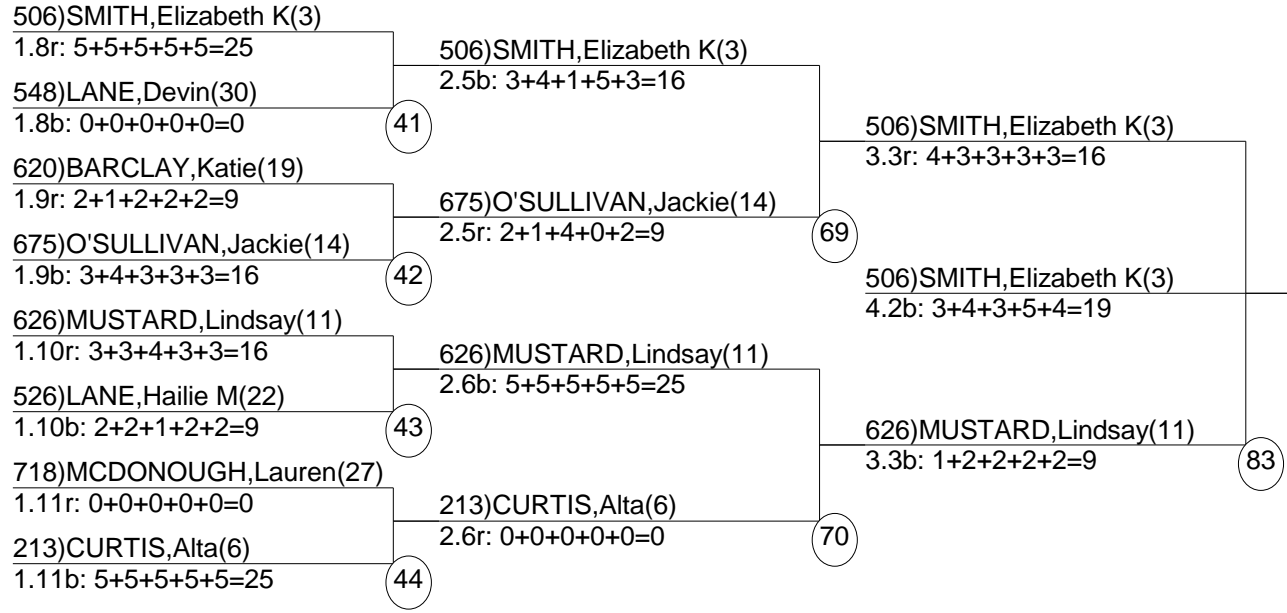 506)SMITH,Elizabeth K(3)
1.8r: 5+5+5+5+5=25
548)LANE,Devin(30)
1.8b: 0+0+0+0+0=0
41
620)BARCLAY,Katie(19)
1.9r: 2+1+2+2+2=9
675)O'SULLIVAN,Jackie(14)
1.9b: 3+4+3+3+3=16
42
626)MUSTARD,Lindsay(11)
1.10r: 3+3+4+3+3=16
526)LANE,Hailie M(22)
1.10b: 2+2+1+2+2=9
43
718)MCDONOUGH,Lauren(27)
1.11r: 0+0+0+0+0=0
213)CURTIS,Alta(6)
1.11b: 5+5+5+5+5=25
44
506)SMITH,Elizabeth K(3)
2.5b: 3+4+1+5+3=16
675)O'SULLIVAN,Jackie(14)
2.5r: 2+1+4+0+2=9
69
626)MUSTARD,Lindsay(11)
2.6b: 5+5+5+5+5=25
213)CURTIS,Alta(6)
2.6r: 0+0+0+0+0=0
70
506)SMITH,Elizabeth K(3)
3.3r: 4+3+3+3+3=16
506)SMITH,Elizabeth K(3)
4.2b: 3+4+3+5+4=19
626)MUSTARD,Lindsay(11)
3.3b: 1+2+2+2+2=9
83